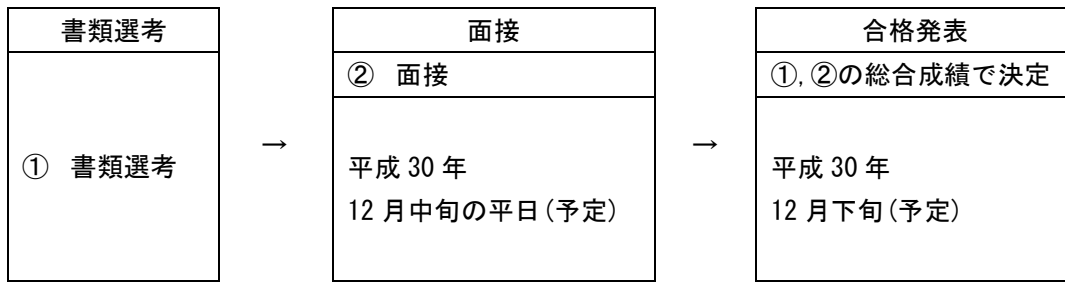 書類選考
① 書類選考
→
面接
② 面接
平成 30 年
12 月中旬の平日(予定)
→
合格発表
①,②の総合成績で決定
平成 30 年
12 月下旬(予定)